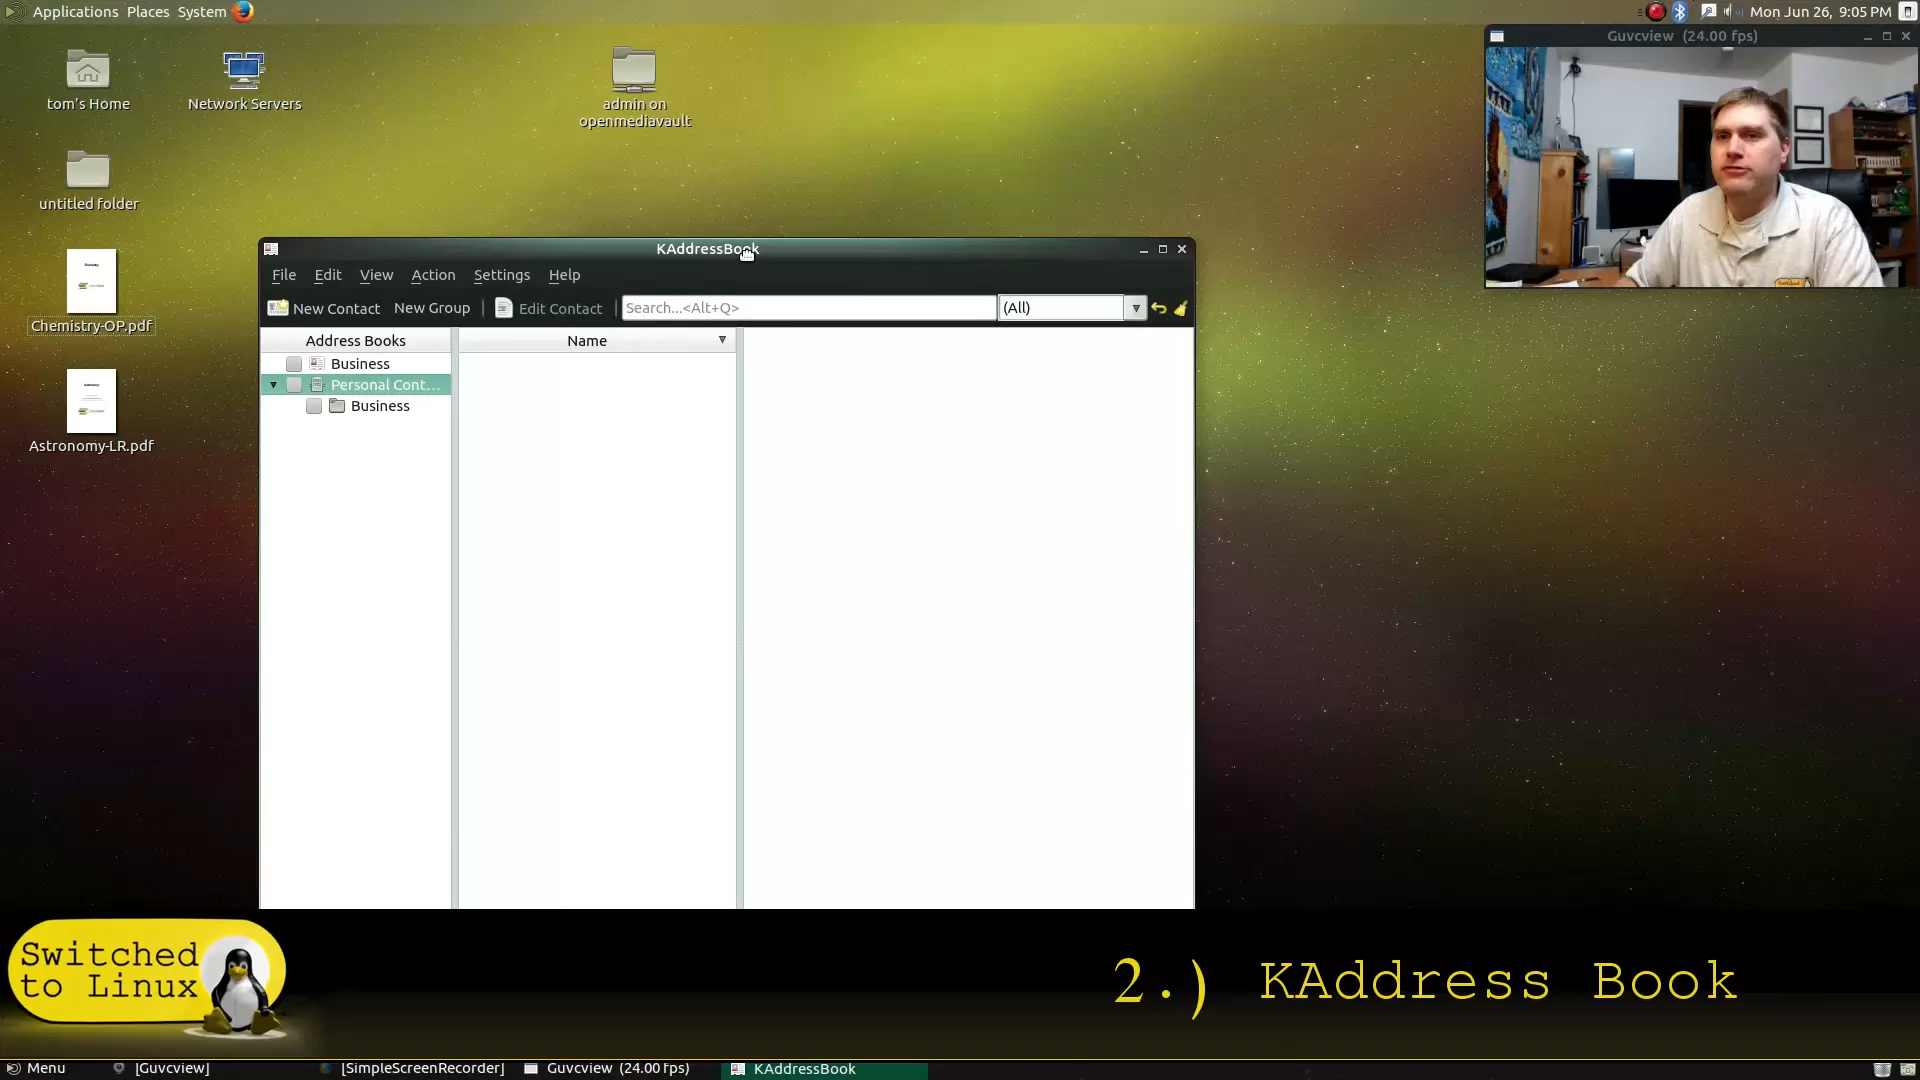 Applications Places System
Mon Jun 26, 9:05 PM
Guvcview (24.00 fps)
tom's Home
Network Servers
admin on
openmediavault
untitled folder
Chemistry-OP.pdf
Astronomy-LR.pdf
KAddressBook
File Edit View Action Settings Help
New Contact New Group Edit Contact Search...<Alt+Q> (All)
Address Books Name
Business
Personal Cont...
Business
Switched
to Linux
2.) KAddress Book
Menu [Guvcview] [SimpleScreenRecorder] Guvcview (24.00 fps) KAddressBook